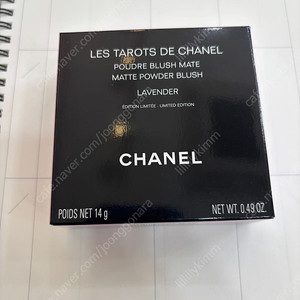 LES TAROTS DE CHANEL
POUDRE BLUSH MATE
MATTE POWDER BLUSH
LAVENDER
ÉDITION LIMITÉE - LIMITED EDITION
CHANEL
POIDS NET 14 g
NET WT. 0.49 OZ.